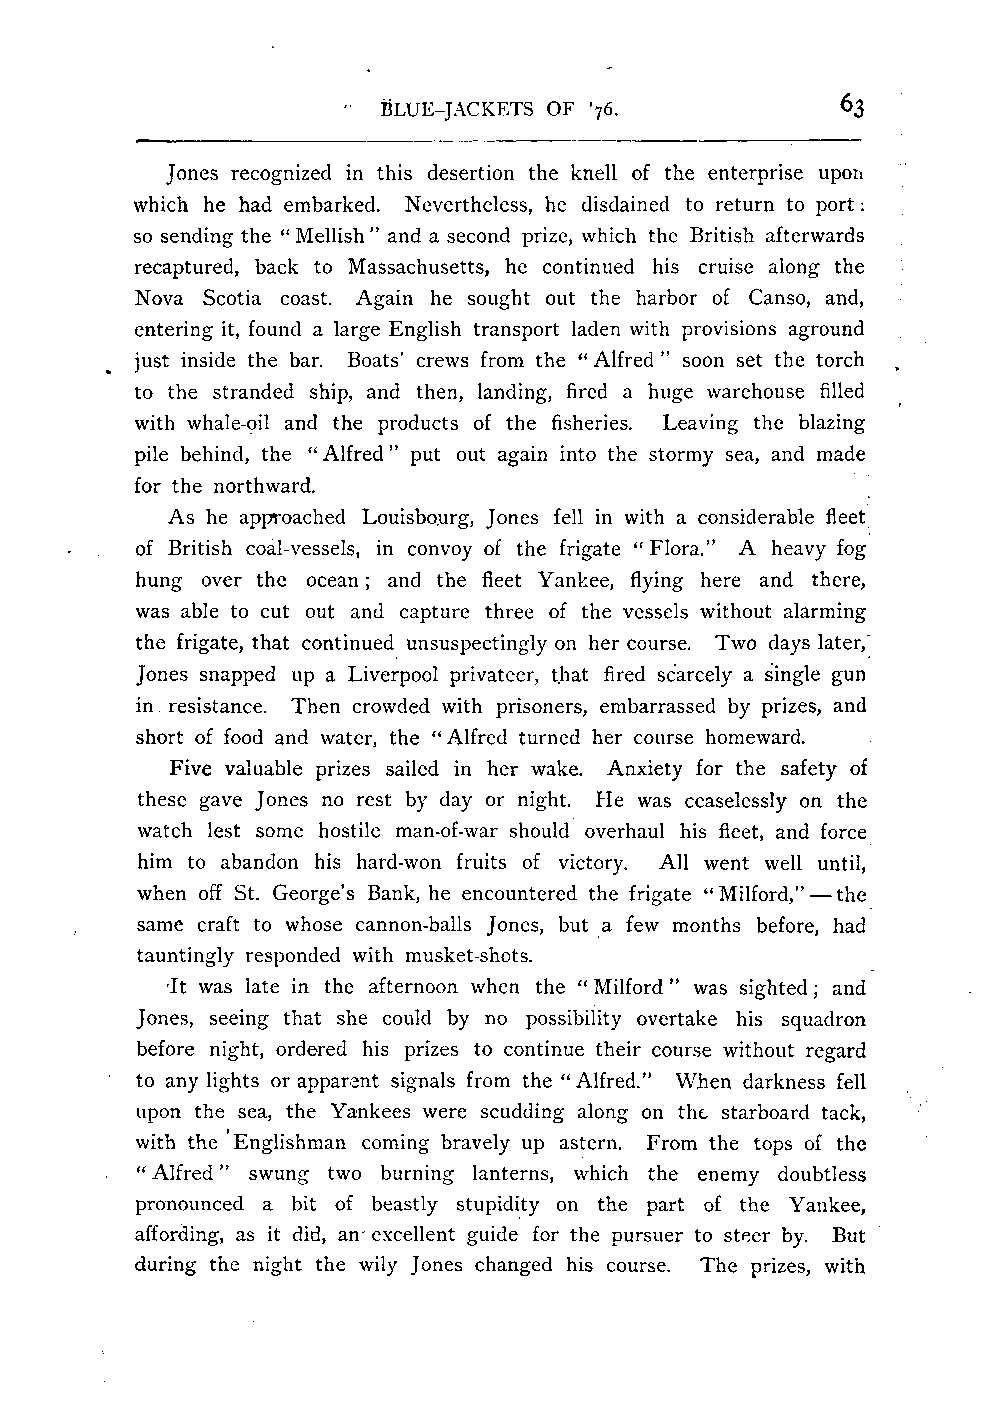 BLUE-JACKETS OF '76. 63
Jones recognized in this desertion the knell of the enterprise upon
which he had embarked. Nevertheless, he disdained to return to port:
so sending the “Mellish” and a second prize, which the British afterwards
recaptured, back to Massachusetts, he continued his cruise along the
Nova Scotia coast. Again he sought out the harbor of Canso, and,
entering it, found a large English transport laden with provisions aground
just inside the bar. Boats' crews from the “Alfred” soon set the torch
to the stranded ship, and then, landing, fired a huge warehouse filled
with whale-oil and the products of the fisheries. Leaving the blazing
pile behind, the “Alfred” put out again into the stormy sea, and made
for the northward.
As he approached Louisbourg, Jones fell in with a considerable fleet
of British coal-vessels, in convoy of the frigate “Flora.” A heavy fog
hung over the ocean; and the fleet Yankee, flying here and there,
was able to cut out and capture three of the vessels without alarming
the frigate, that continued unsuspectingly on her course. Two days later,
Jones snapped up a Liverpool privateer, that fired scarcely a single gun
in resistance. Then crowded with prisoners, embarrassed by prizes, and
short of food and water, the “Alfred turned her course homeward.
Five valuable prizes sailed in her wake. Anxiety for the safety of
these gave Jones no rest by day or night. He was ceaselessly on the
watch lest some hostile man-of-war should overhaul his fleet, and force
him to abandon his hard-won fruits of victory. All went well until,
when off St. George's Bank, he encountered the frigate “Milford,”—the
same craft to whose cannon-balls Jones, but a few months before, had
tauntingly responded with musket-shots.
It was late in the afternoon when the “Milford” was sighted; and
Jones, seeing that she could by no possibility overtake his squadron
before night, ordered his prizes to continue their course without regard
to any lights or apparent signals from the “Alfred.” When darkness fell
upon the sea, the Yankees were scudding along on the starboard tack,
with the Englishman coming bravely up astern. From the tops of the
“Alfred” swung two burning lanterns, which the enemy doubtless
pronounced a bit of beastly stupidity on the part of the Yankee,
affording, as it did, an excellent guide for the pursuer to steer by. But
during the night the wily Jones changed his course. The prizes, with